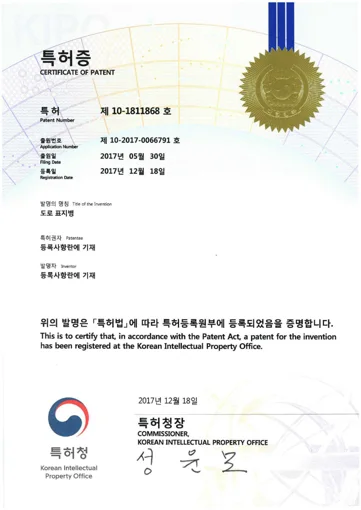 특허증
CERTIFICATE OF PATENT
특 허 제 10-1811868 호
Patent Number
출원번호 제 10-2017-0066791 호
Application Number
출원일 2017년 05월 30일
Filing Date
등록일 2017년 12월 18일
Registration Date
발명의 명칭 Title of the Invention
도로 표지병
특허권자 Patentee
등록사항란에 기재
발명자 Inventor
등록사항란에 기재
위의 발명은 「특허법」에 따라 특허등록원부에 등록되었음을 증명합니다.
This is to certify that, in accordance with the Patent Act, a patent for the invention
has been registered at the Korean Intellectual Property Office.
2017년 12월 18일
특허청장
COMMISSIONER,
KOREAN INTELLECTUAL PROPERTY OFFICE
성 윤 모
특허청
Korean Intellectual
Property Office